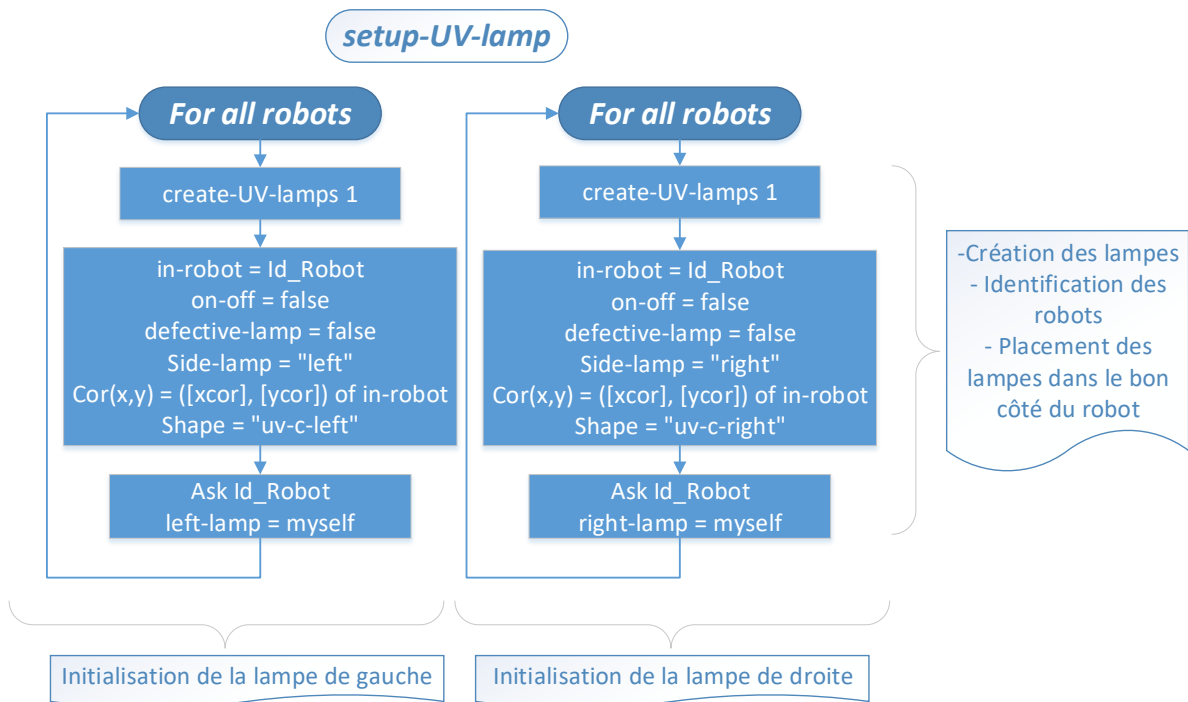 setup-UV-lamp
For all robots
create-UV-lamps 1
in-robot = Id_Robot
on-off = false
defective-lamp = false
Side-lamp = "left"
Cor(x,y) = ([xcor], [ycor]) of in-robot
Shape = "uv-c-left"
Ask Id_Robot
left-lamp = myself
Initialisation de la lampe de gauche
For all robots
create-UV-lamps 1
in-robot = Id_Robot
on-off = false
defective-lamp = false
Side-lamp = "right"
Cor(x,y) = ([xcor], [ycor]) of in-robot
Shape = "uv-c-right"
Ask Id_Robot
right-lamp = myself
Initialisation de la lampe de droite
-Création des lampes
- Identification des
robots
- Placement des
lampes dans le bon
côté du robot